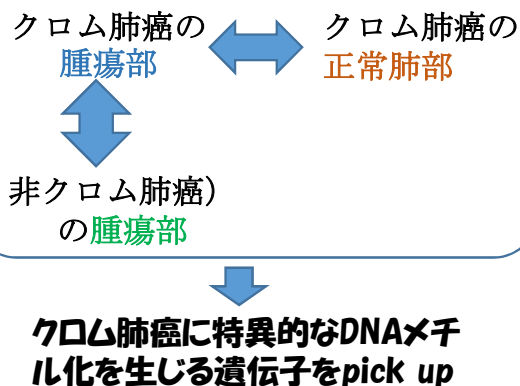 クロム肺癌の
腫瘍部
クロム肺癌の
正常肺部
非クロム肺癌)
の腫瘍部
クロム肺癌に特異的なDNAメチ
ル化を生じる遺伝子をpick up